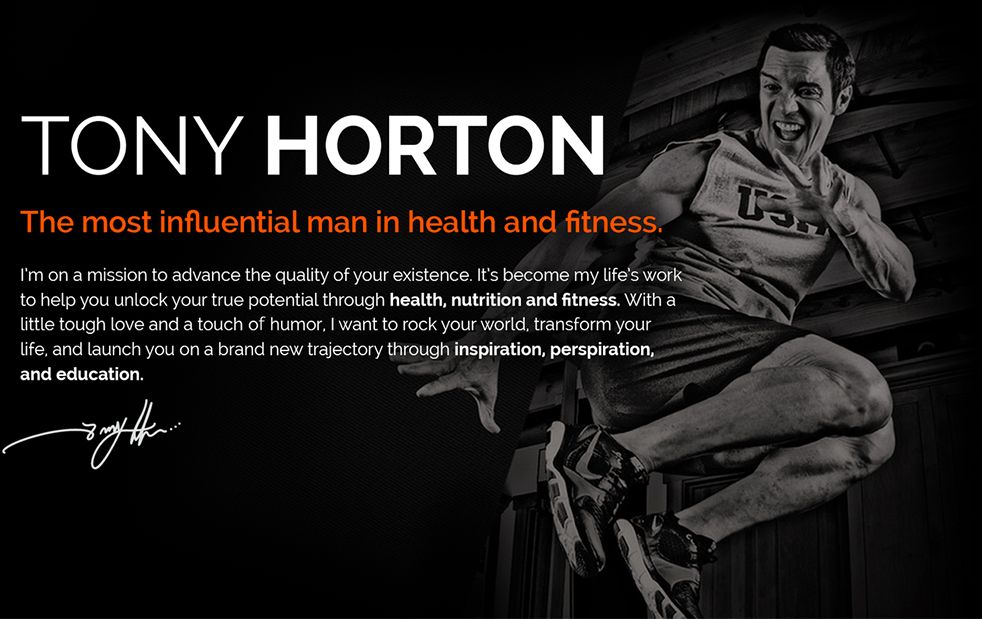 TONY HORTON
The most influential man in health and fitness.
I'm on a mission to advance the quality of your existence. It's become my life's work
to help you unlock your true potential through health, nutrition and fitness. With a
little tough love and a touch of humor, I want to rock your world, transform your
life, and launch you on a brand new trajectory through inspiration, perspiration,
and education.
USA